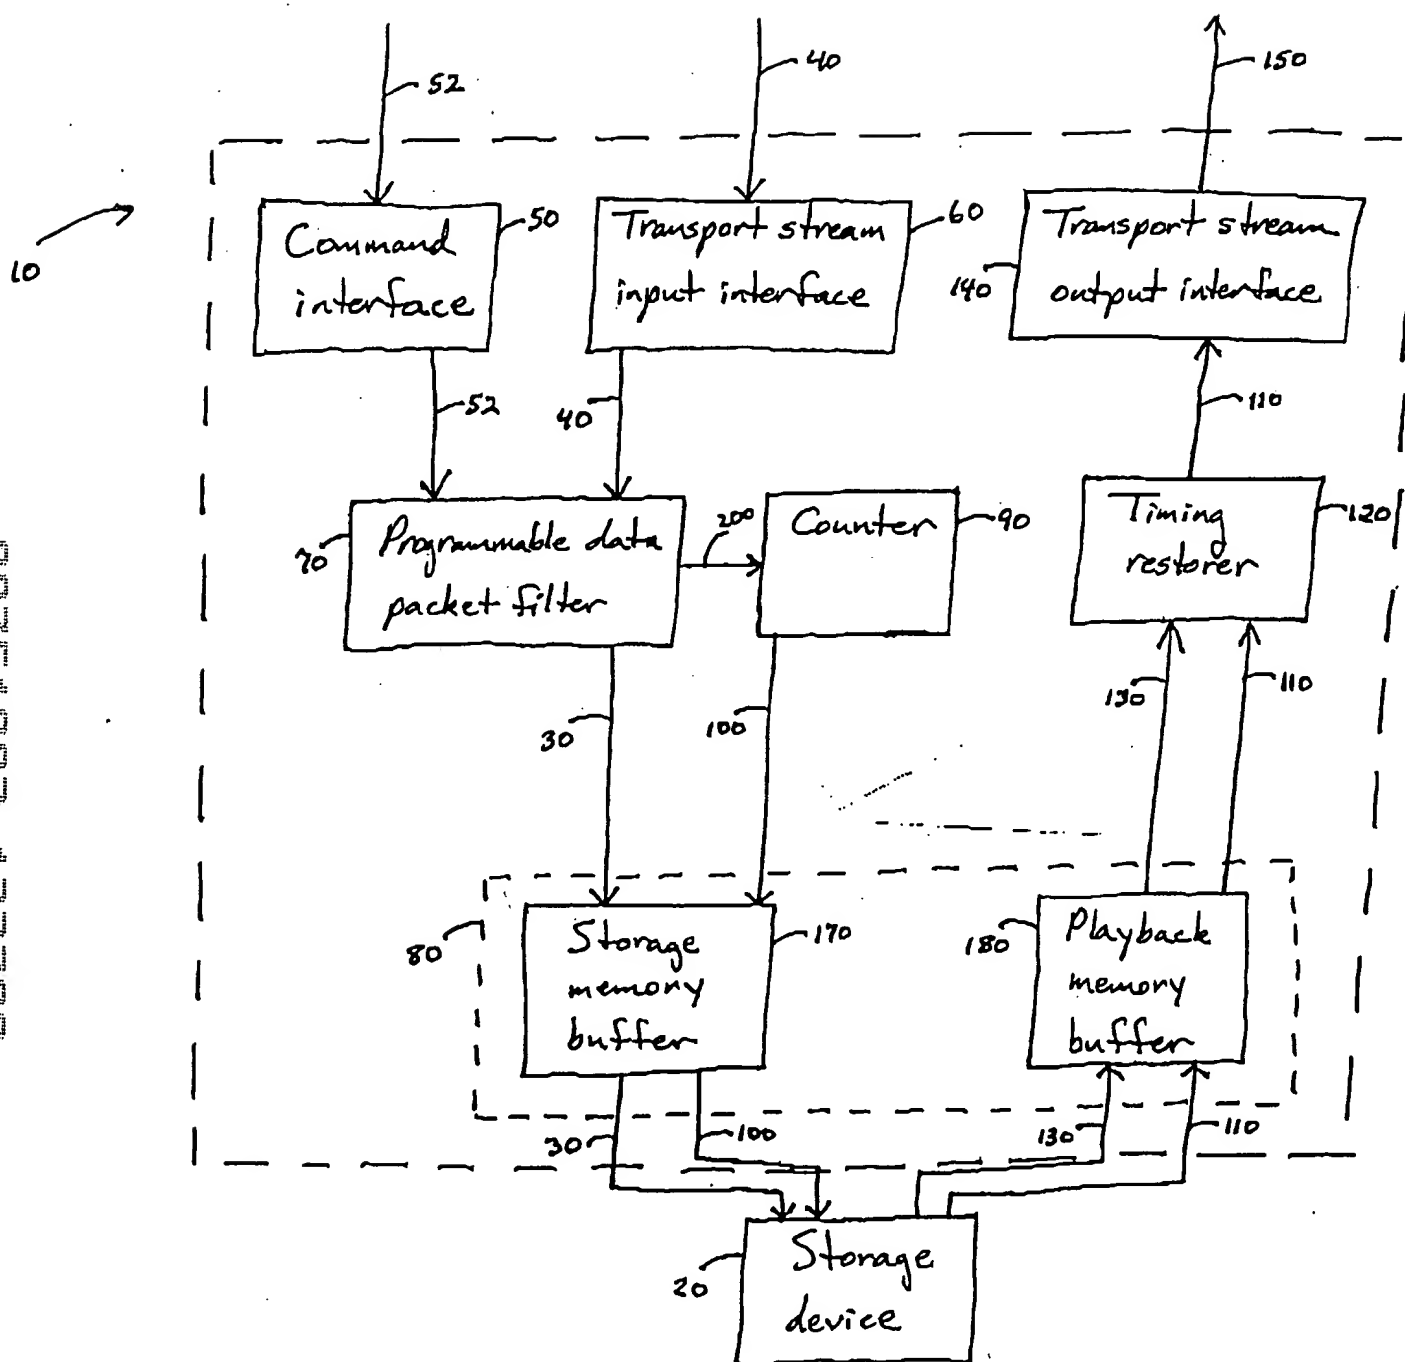 52
40
150
10
Command
interface
50
Transport stream
input interface
60
140
Transport stream
output interface
52
40
110
70
Programmable data
packet filter
200
Counter
90
Timing
restorer
120
30
100
130
110
80
Storage
memory
buffer
170
180
Playback
memory
buffer
30
100
130
110
20
Storage
device